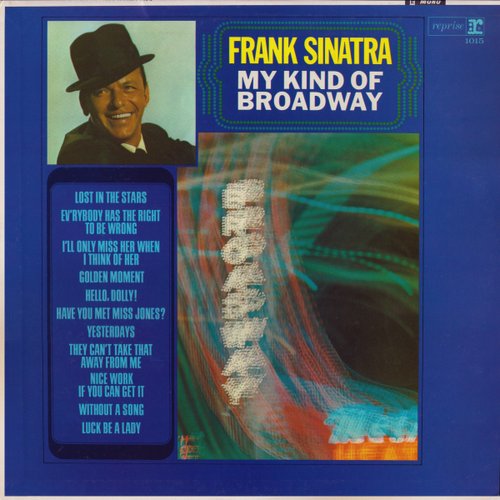 MONO
reprise
R
1015
FRANK SINATRA
MY KIND OF
BROADWAY
LOST IN THE STARS
EV'RYBODY HAS THE RIGHT
TO BE WRONG
I'LL ONLY MISS HER WHEN
I THINK OF HER
GOLDEN MOMENT
HELLO, DOLLY!
HAVE YOU MET MISS JONES?
YESTERDAYS
THEY CAN'T TAKE THAT
AWAY FROM ME
NICE WORK
IF YOU CAN GET IT
WITHOUT A SONG
LUCK BE A LADY
BROADWAY